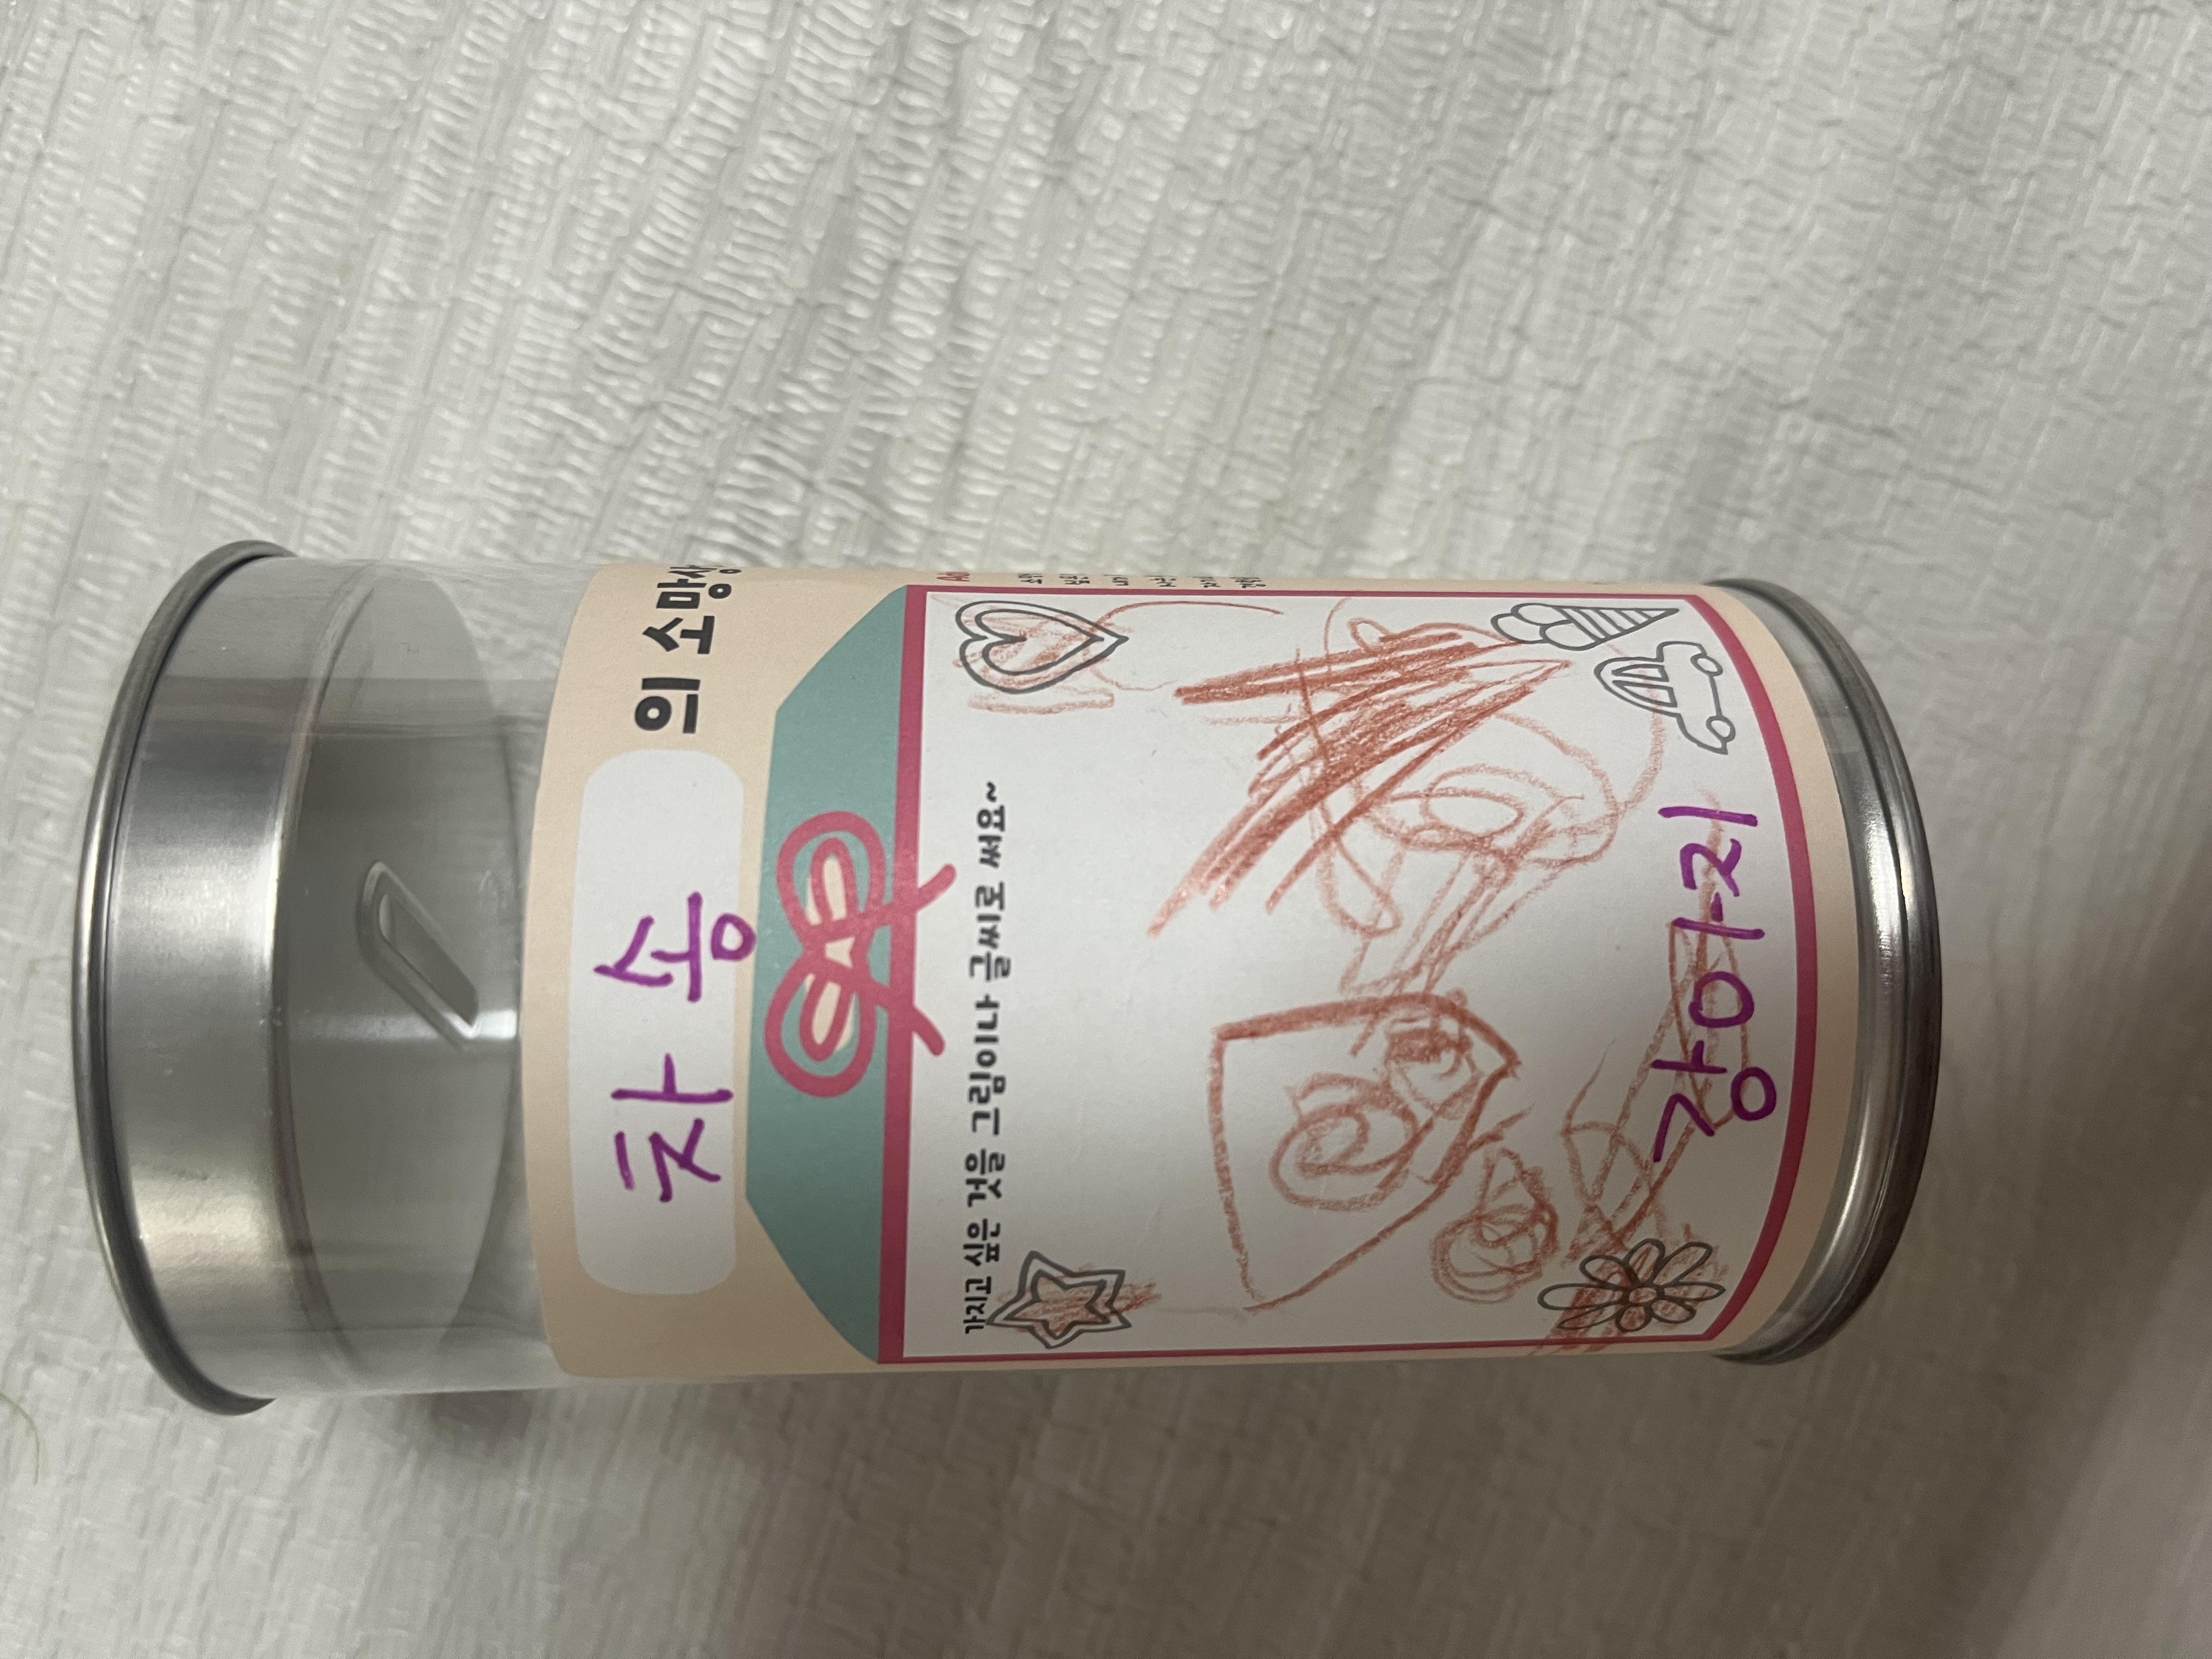 차송 의 소망상
가지고 싶은 것을 그림이나 글씨로 써요~
강아지